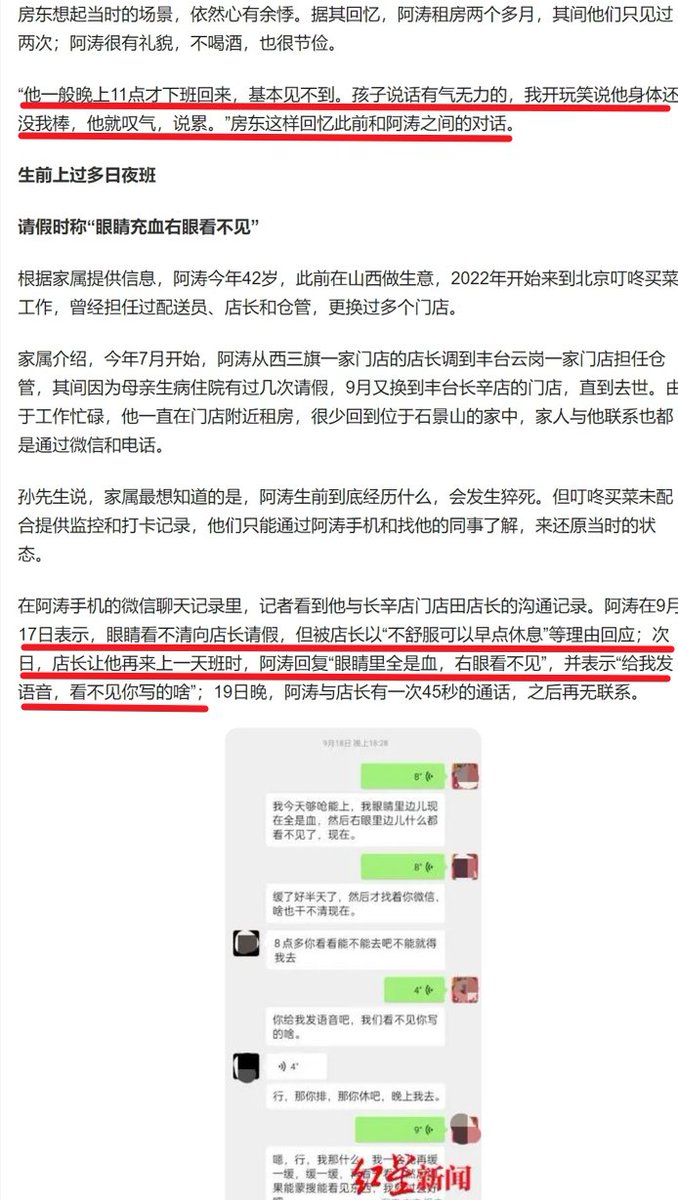 房东想起当时的场景，依然心有余悸。据其回忆，阿涛租房两个多月，其间他们只见过
两次；阿涛很有礼貌，不喝酒，也很节俭。
“他一般晚上11点才下班回来，基本见不到。孩子说话有气无力的，我开玩笑说他身体还
没我棒，他就叹气，说累。”房东这样回忆此前和阿涛之间的对话。
生前上过多日夜班
请假时称“眼睛充血右眼看不见”
根据家属提供信息，阿涛今年42岁，此前在山西做生意，2022年开始来到北京叮咚买菜
工作，曾经担任过配送员、店长和仓管，更换过多个门店。
家属介绍，今年7月开始，阿涛从西三旗一家门店的店长调到丰台云岗一家门店担任仓
管，其间因为母亲生病住院有过几次请假，9月又换到丰台长辛店的门店，直到去世。由
于工作忙碌，他一直在门店附近租房，很少回到位于石景山的家中，家人与他联系也都
是通过微信和电话。
孙先生说，家属最想知道的是，阿涛生前到底经历什么，会发生猝死。但叮咚买菜未配
合提供监控和打卡记录，他们只能通过阿涛手机和找他的同事了解，来还原当时的状
态。
在阿涛手机的微信聊天记录里，记者看到他与长辛店门店田店长的沟通记录。阿涛在9月
17日表示，眼睛看不清向店长请假，但被店长以“不舒服可以早点休息”等理由回应；次
日，店长让他再来上一天班时，阿涛回复“眼睛里全是血，右眼看不见”，并表示“给我发
语音，看不见你写的啥”；19日晚，阿涛与店长有一次45秒的通话，之后再无联系。
9月18日 晚上18:28
8"
我今天够呛能上，我眼睛里边儿现
在全是血，然后右眼里边儿什么都
看不见了，现在。
8"
缓了好半天了，然后才找着你微信，
啥也干不清现在。
8点多你看看能不能去吧不能就得
我去
4"
你给我发语音吧，我们看不见你写
的啥。
4"
行，那你排，那你休吧，晚上我去。
9"
嗯，行，我那什么，我一会儿再缓
一缓，缓一缓，
果能蒙搜能看见东西，
红星新闻